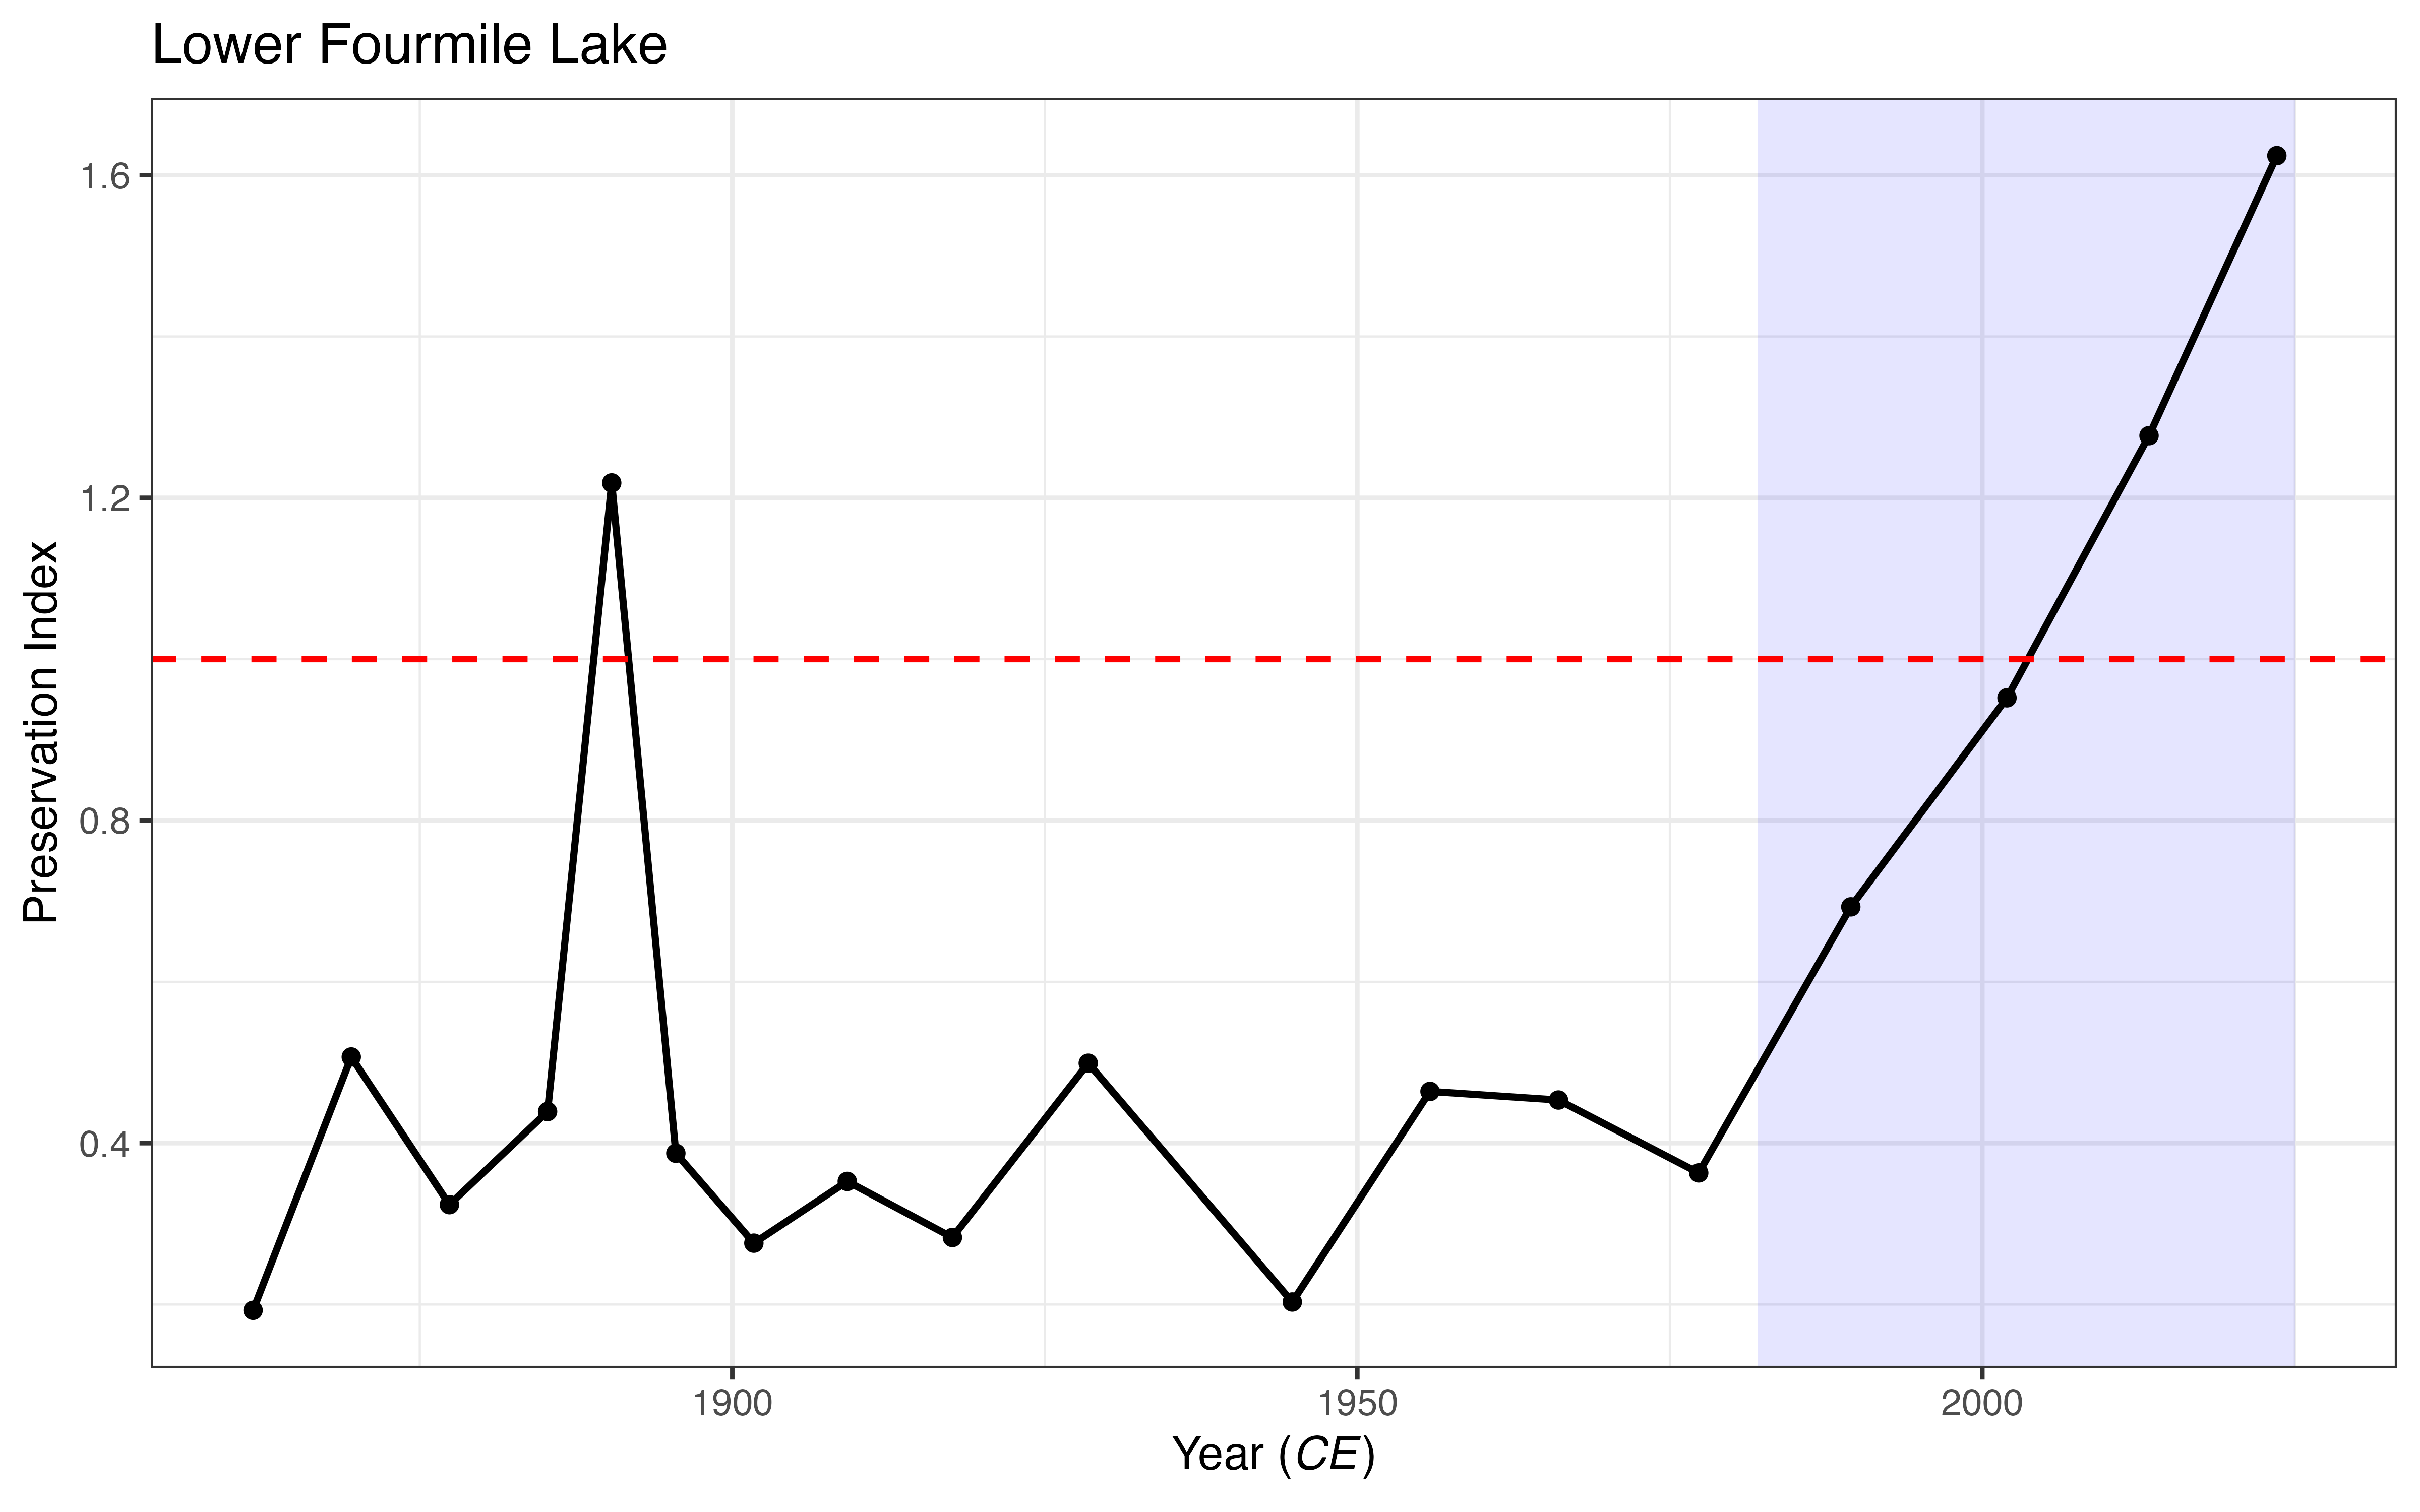 Lower Fourmile Lake
Preservation Index
1.6
1.2
0.8
0.4
1900
1950
2000
Year (CE)